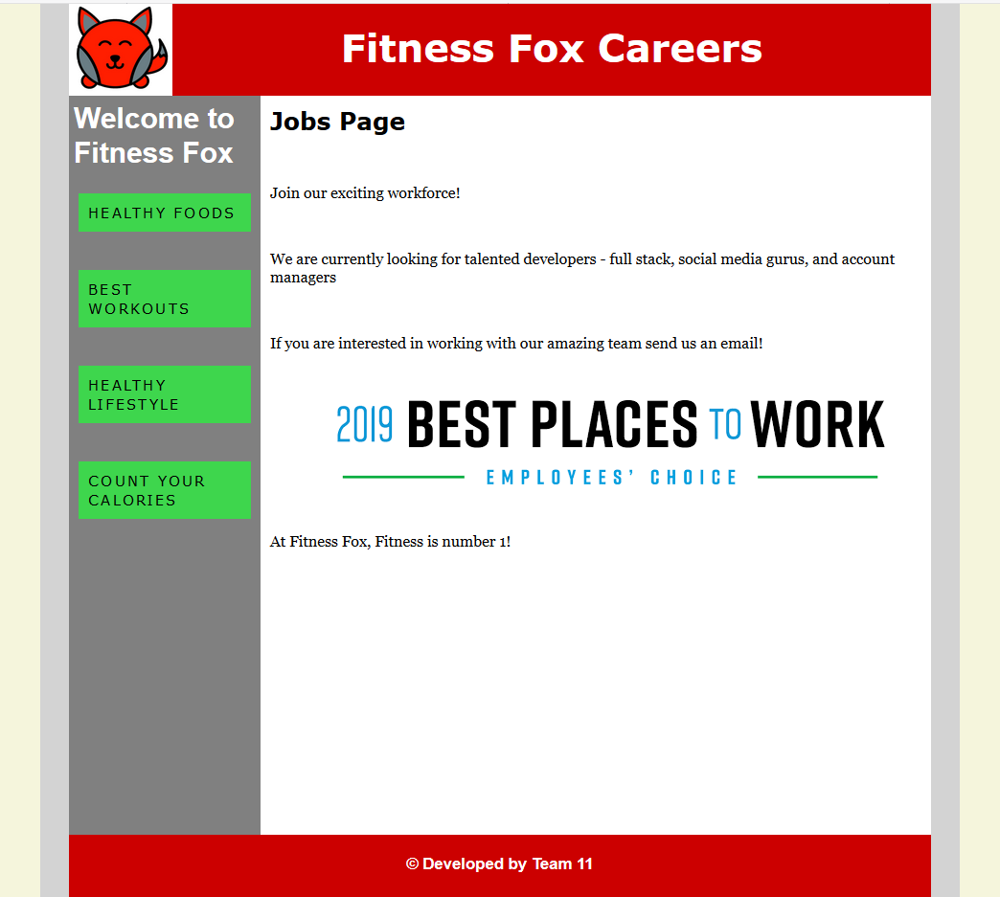 Fitness Fox Careers
Welcome to
Fitness Fox
HEALTHY FOODS
BEST
WORKOUTS
HEALTHY
LIFESTYLE
COUNT YOUR
CALORIES
Jobs Page
Join our exciting workforce!
We are currently looking for talented developers - full stack, social media gurus, and account
managers
If you are interested in working with our amazing team send us an email!
2019 BEST PLACES TO WORK
EMPLOYEES' CHOICE
At Fitness Fox, Fitness is number 1!
© Developed by Team 11